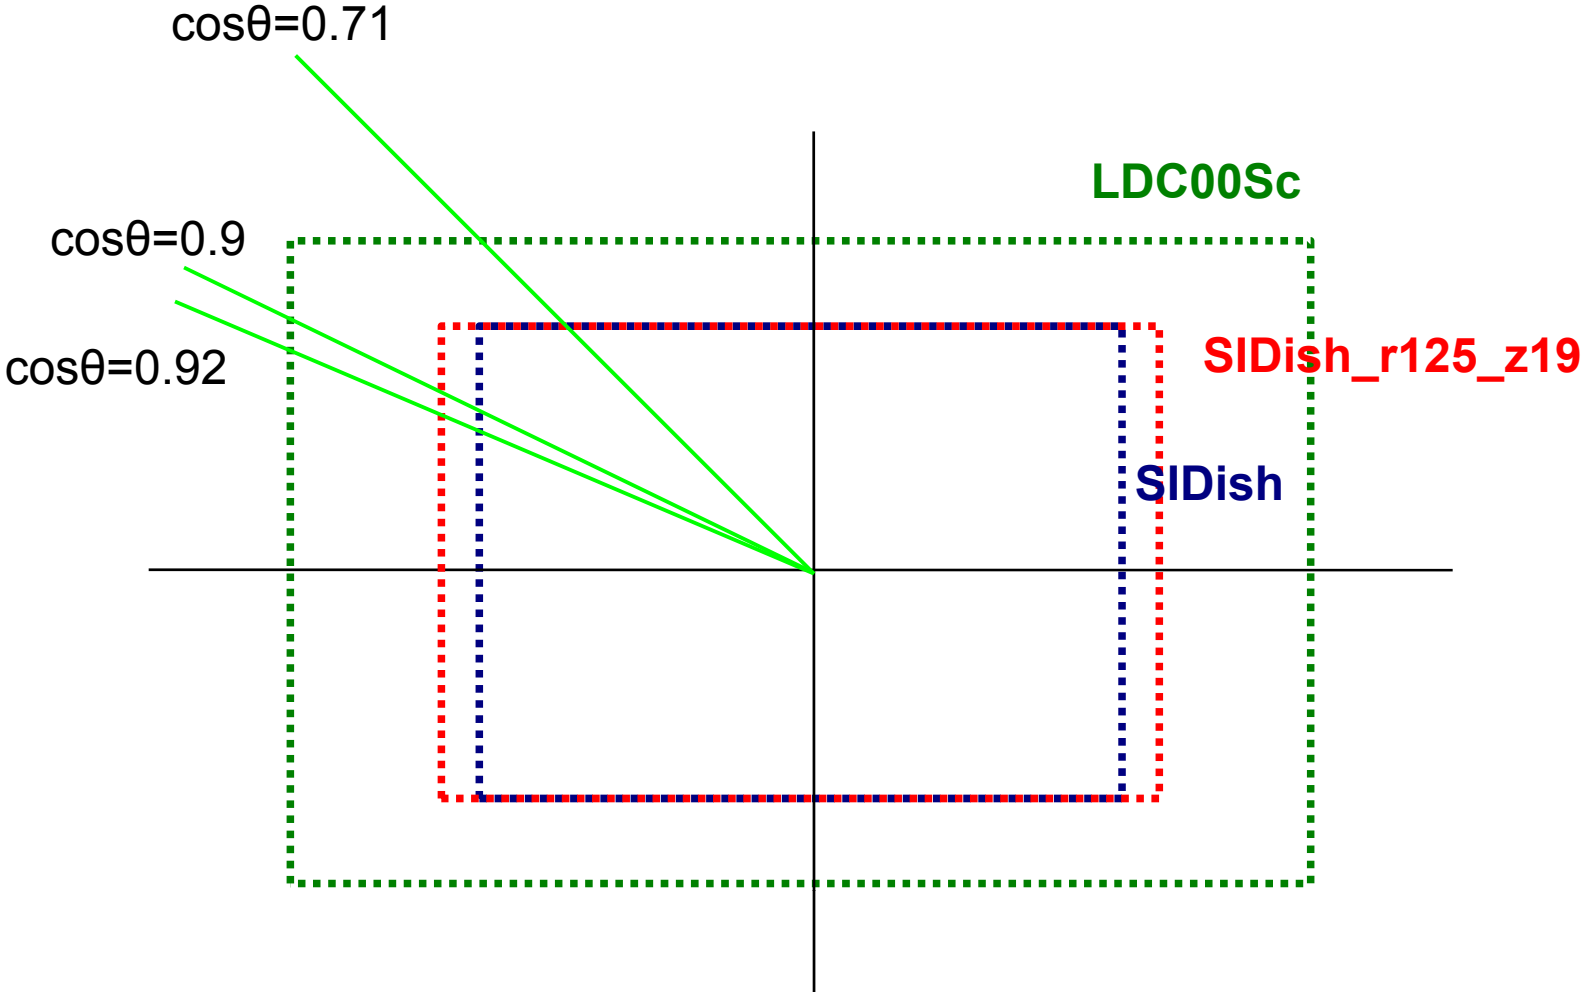 cosθ=0.71
LDC00Sc
cosθ=0.9
SIDish_r125_z19
cosθ=0.92
SIDish